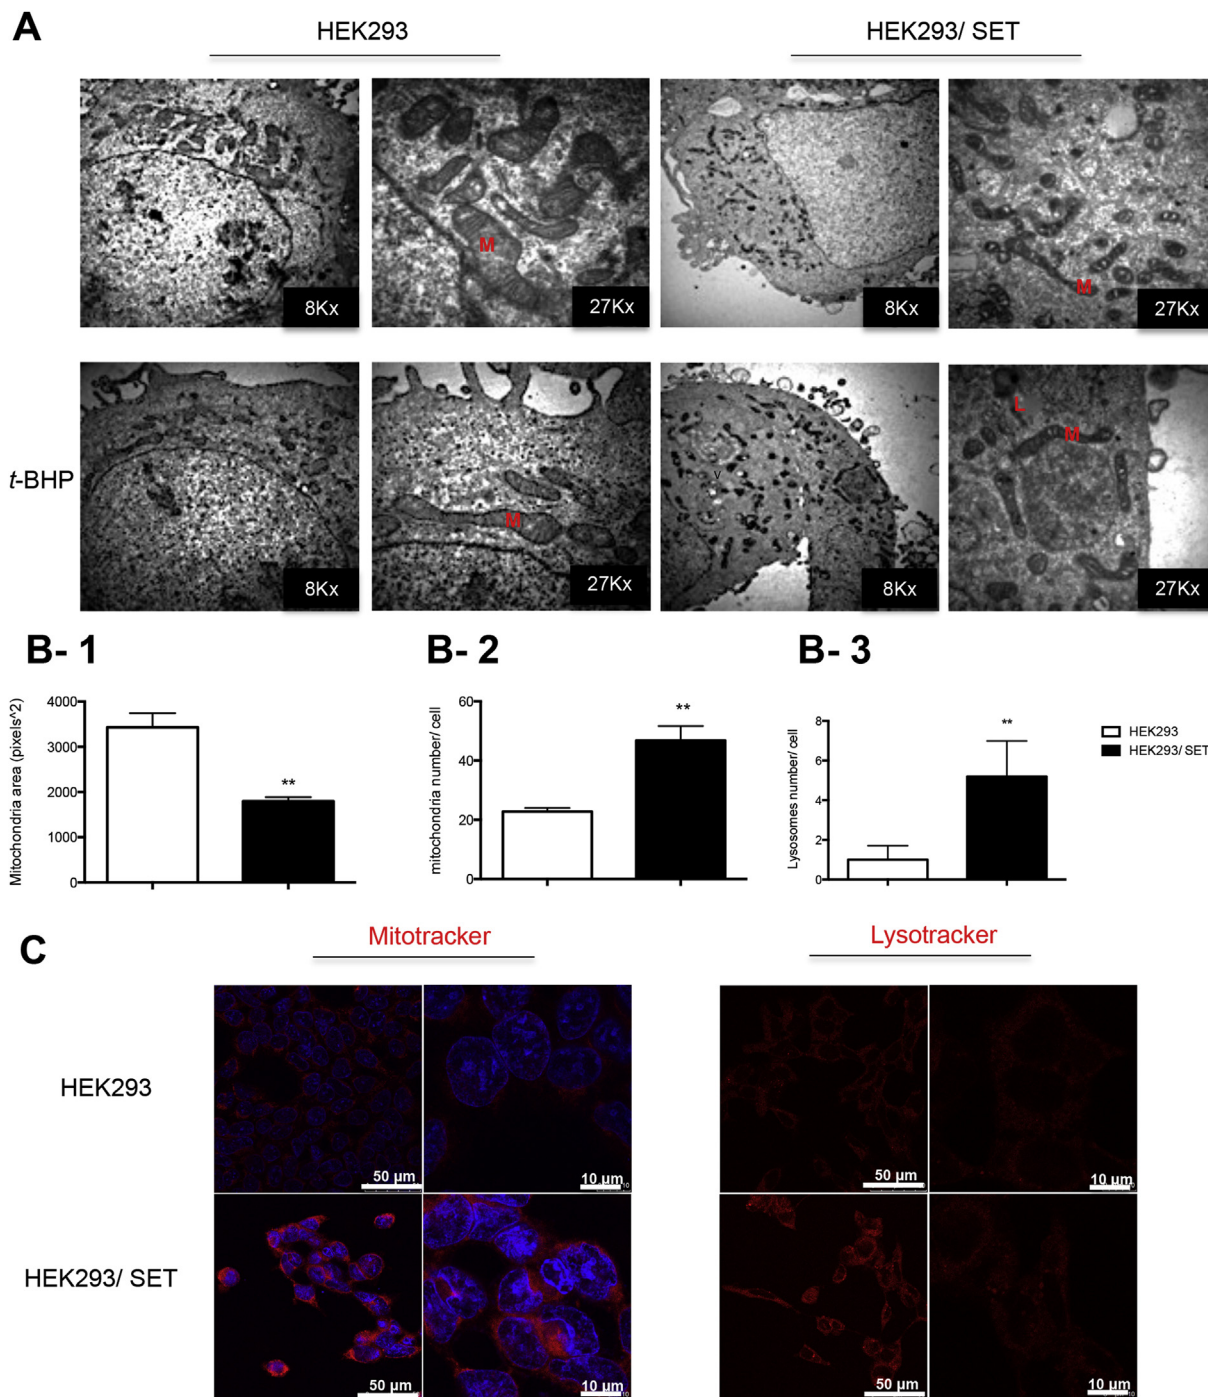 A
HEK293
HEK293/ SET
M
8Kx
27Kx
8Kx
M
27Kx
t-BHP
M
8Kx
27Kx
v
8Kx
L
M
27Kx
B- 1
B- 2
B- 3
Mitochondria area (pixels^2)
4000
3000
2000
1000
0
**
mitochondria number/ cell
60
40
20
0
**
Lysosomes number/ cell
8
6
4
2
0
**
HEK293
HEK293/ SET
C
Mitotracker
Lysotracker
HEK293
50 µm
10 µm
50 µm
10 µm
HEK293/ SET
50 µm
10 µm
50 µm
10 µm